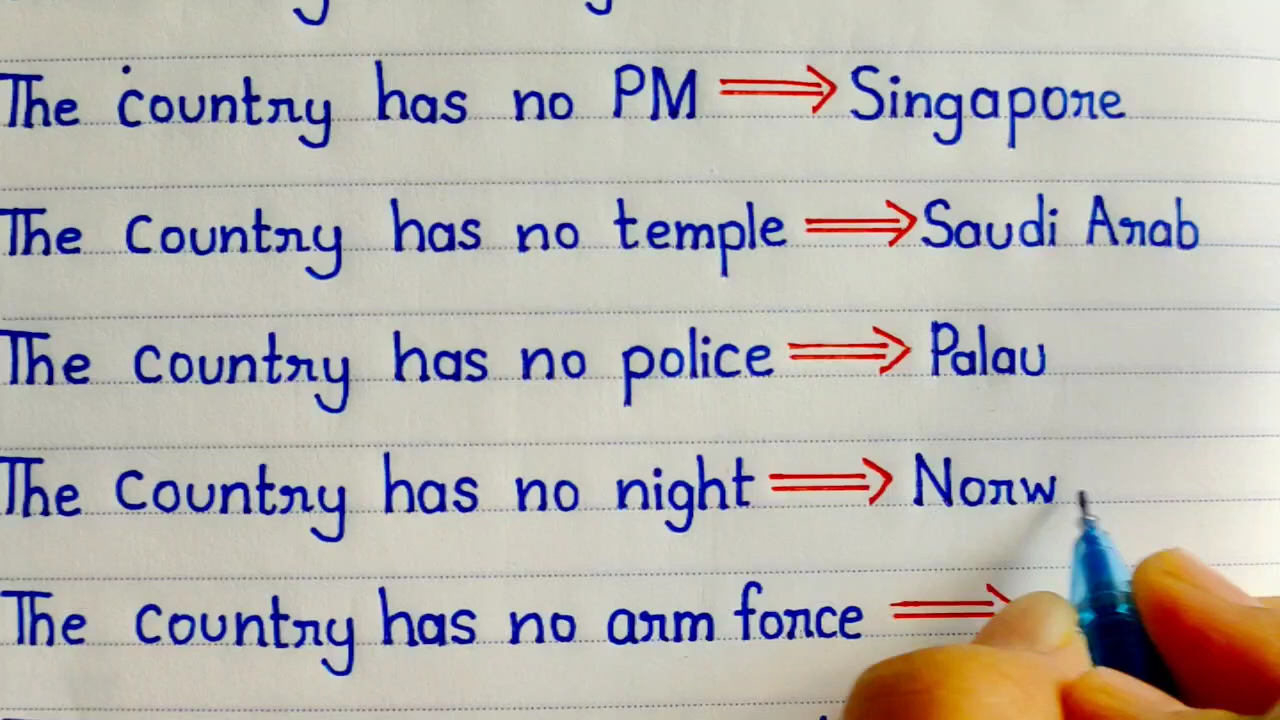 The country has no PM ⟹ Singapore
The Country has no temple ⟹ Saudi Arab
The Country has no police ⟹ Palau
The Country has no night ⟹ Norw
The Country has no arm force ⟹